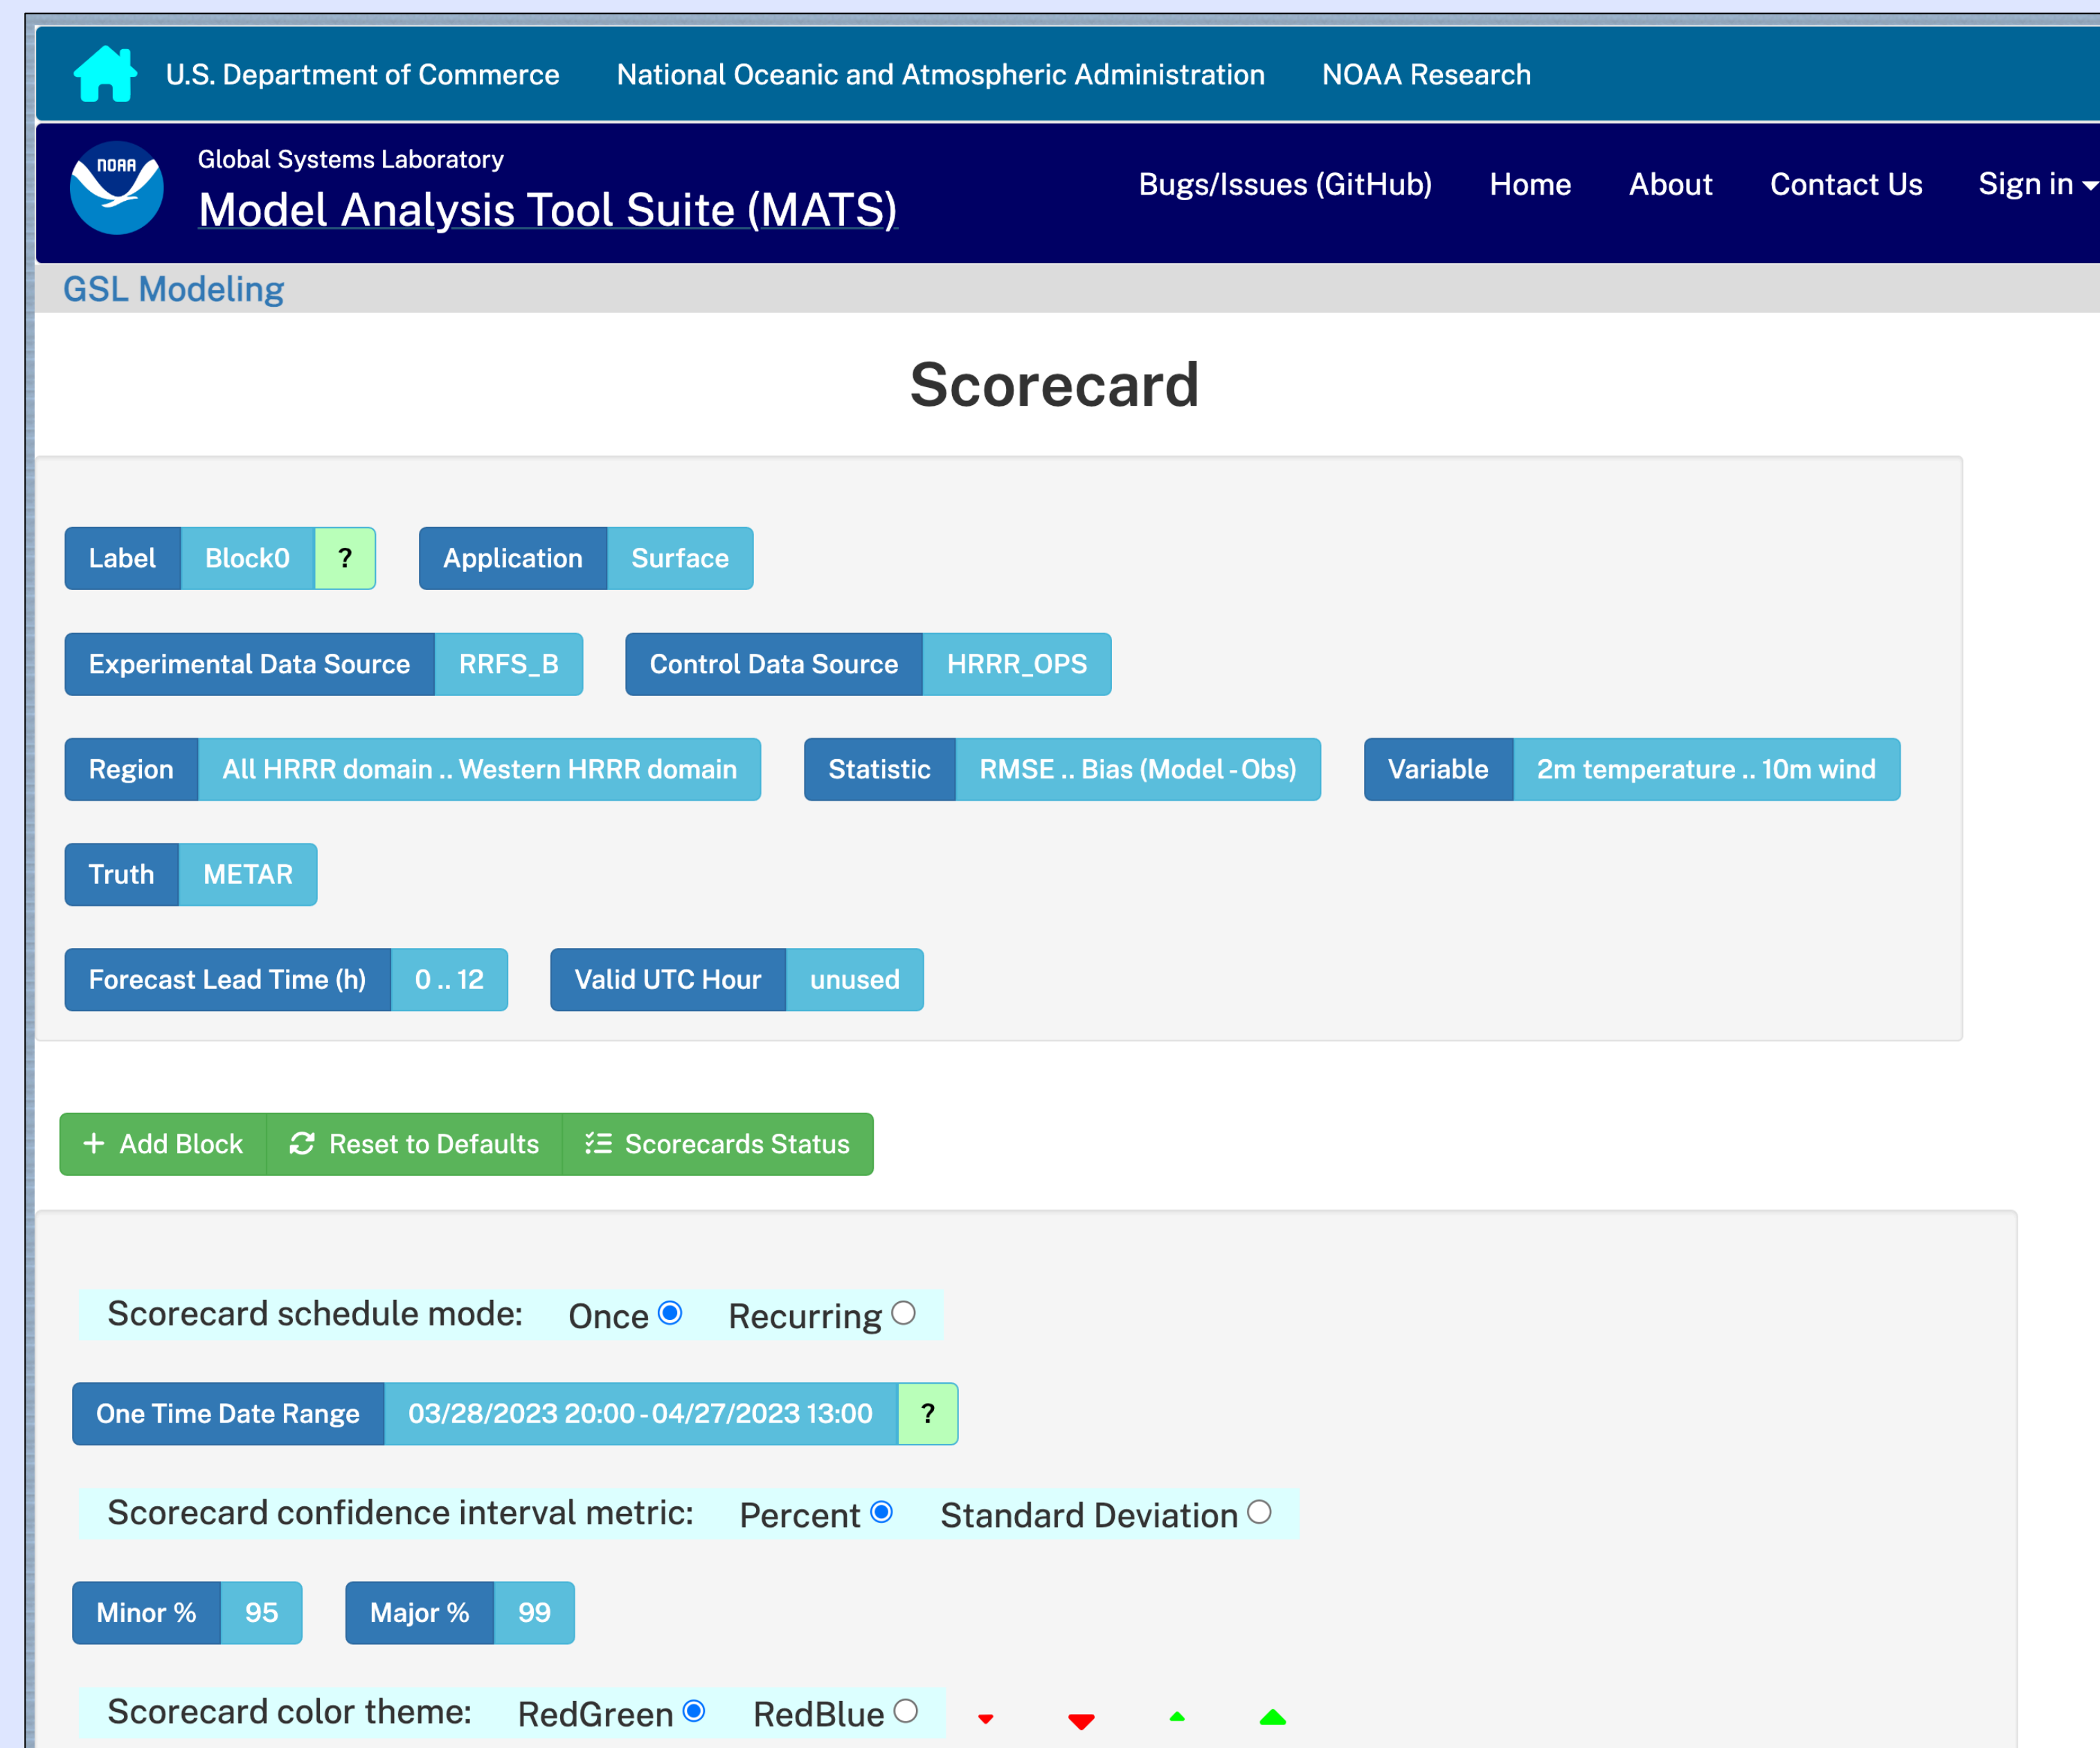 U.S. Department of Commerce National Oceanic and Atmospheric Administration NOAA Research
NOAA
Global Systems Laboratory
Model Analysis Tool Suite (MATS)
Bugs/Issues (GitHub) Home About Contact Us Sign in
GSL Modeling
Scorecard
Label Block0 ? Application Surface
Experimental Data Source RRFS_B Control Data Source HRRR_OPS
Region All HRRR domain .. Western HRRR domain Statistic RMSE .. Bias (Model - Obs) Variable 2m temperature .. 10m wind
Truth METAR
Forecast Lead Time (h) 0 .. 12 Valid UTC Hour unused
+ Add Block Reset to Defaults Scorecards Status
Scorecard schedule mode: Once Recurring
One Time Date Range 03/28/2023 20:00 - 04/27/2023 13:00 ?
Scorecard confidence interval metric: Percent Standard Deviation
Minor % 95 Major % 99
Scorecard color theme: RedGreen RedBlue